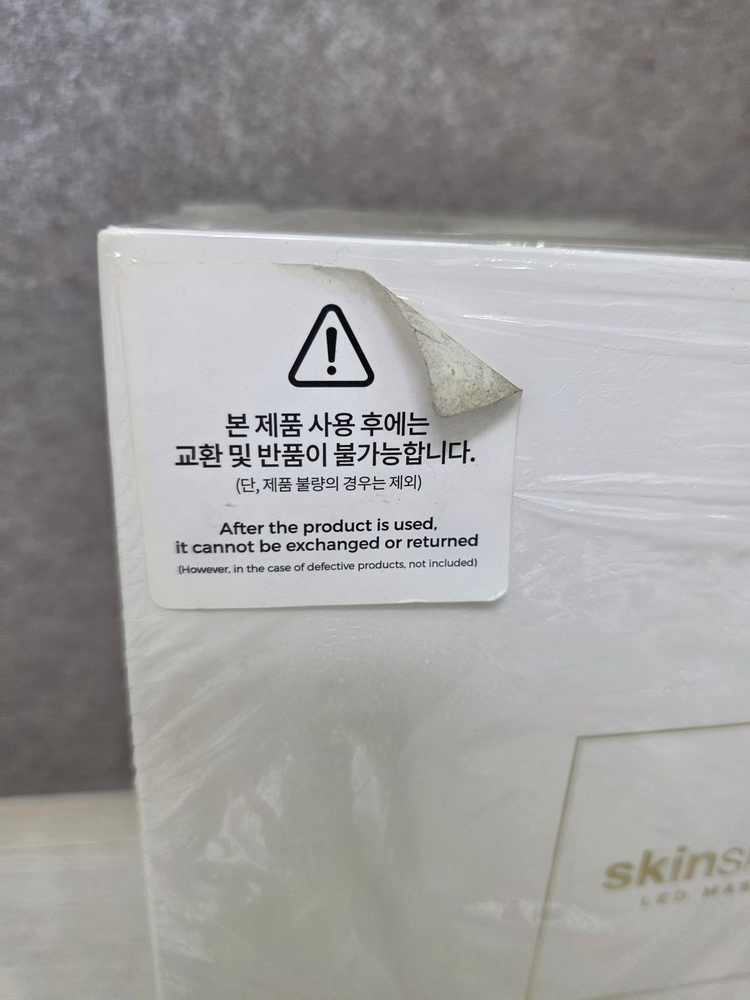 본 제품 사용 후에는
교환 및 반품이 불가능합니다.
(단, 제품 불량의 경우는 제외)
After the product is used,
it cannot be exchanged or returned
(However, in the case of defective products, not included)
LED